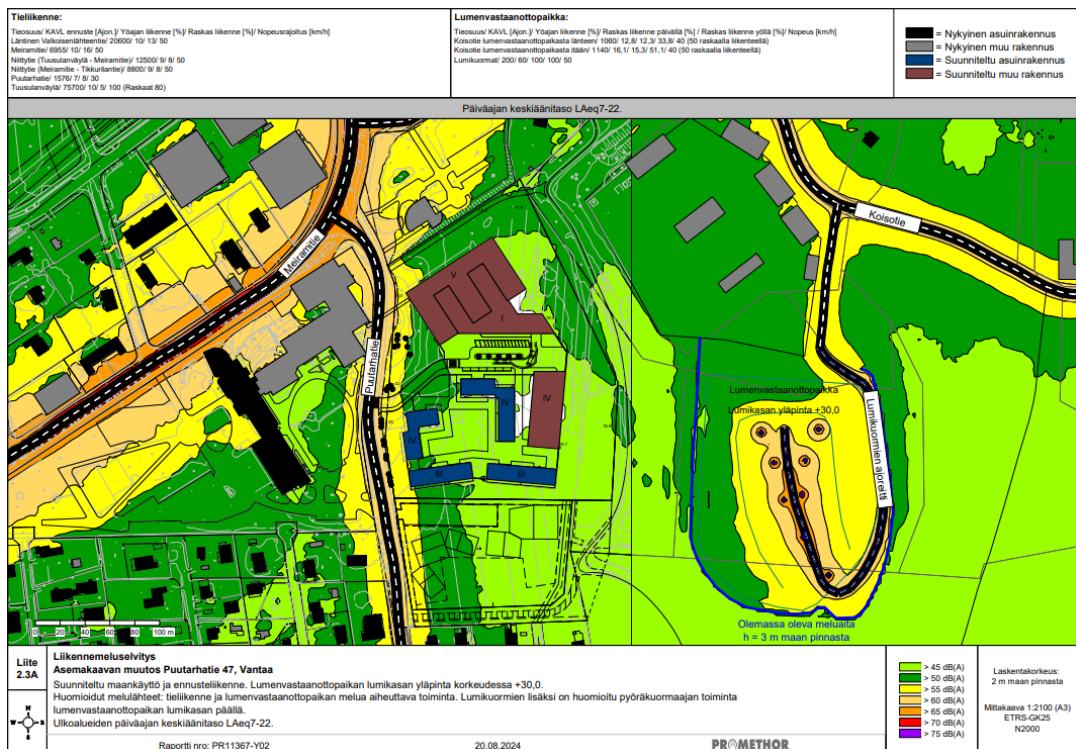 Tieliikenne:
Tieosuus/ KAVL ennuste [Ajon.]/ Yöajan liikenne [%]/ Raskas liikenne [%]/ Nopeusrajoitus [km/h]
Läntinen Valkoisenlähteentie/ 20600/ 10/ 13/ 50
Meiramitie/ 6955/ 10/ 16/ 50
Niittytie (Tuusulanväylä - Meiramitie)/ 12500/ 9/ 8/ 50
Niittytie (Meiramitie - Tikkurilantie)/ 8800/ 9/ 8/ 50
Puutarhatie/ 1576/ 7/ 8/ 30
Tuusulanväylä/ 75700/ 10/ 5/ 100 (Raskaat 80)
Lumenvastaanottopaikka:
Tieosuus/ KAVL [Ajon.]/ Yöajan liikenne [%]/ Raskas liikenne päivällä [%] / Raskas liikenne yöllä [%]/ Nopeus [km/h]
Koisotie lumenvastaanottopaikasta länteen/ 1060/ 12,8/ 12,3/ 33,8/ 40 (50 raskaalla liikenteellä)
Koisotie lumenvastaanottopaikasta itään/ 1140/ 16,1/ 15,3/ 51,1/ 40 (50 raskaalla liikenteellä)
Lumikuormat/ 200/ 60/ 100/ 100/ 50
= Nykyinen asuinrakennus
= Nykyinen muu rakennus
= Suunniteltu asuinrakennus
= Suunniteltu muu rakennus
Päiväajan keskiäänitaso LAeq7-22.
Meiramitie
Puutarhatie
Koisotie
V
I
IV
IV
IV
III
III
Lumenvastaanottopaikka
Lumikasan yläpinta +30,0
Lumikuormien ajoreitti
Olemassa oleva meluaita
h = 3 m maan pinnasta
0 20 40 60 80 100 m
Liite
2.3A
N
W E
S
Liikennemeluselvitys
Asemakaavan muutos Puutarhatie 47, Vantaa
Suunniteltu maankäyttö ja ennusteliikenne. Lumenvastaanottopaikan lumikasan yläpinta korkeudessa +30,0.
Huomioidut melulähteet: tieliikenne ja lumenvastaanottopaikan melua aiheuttava toiminta. Lumikuormien lisäksi on huomioitu pyöräkuormaajan toiminta
lumenvastaanottopaikan lumikasan päällä.
Ulkoalueiden päiväajan keskiäänitaso LAeq7-22.
Raportti nro: PR11367-Y02
20.08.2024
PROMETHOR
> 45 dB(A)
> 50 dB(A)
> 55 dB(A)
> 60 dB(A)
> 65 dB(A)
> 70 dB(A)
> 75 dB(A)
Laskentakorkeus:
2 m maan pinnasta
Mittakaava 1:2100 (A3)
ETRS-GK25
N2000